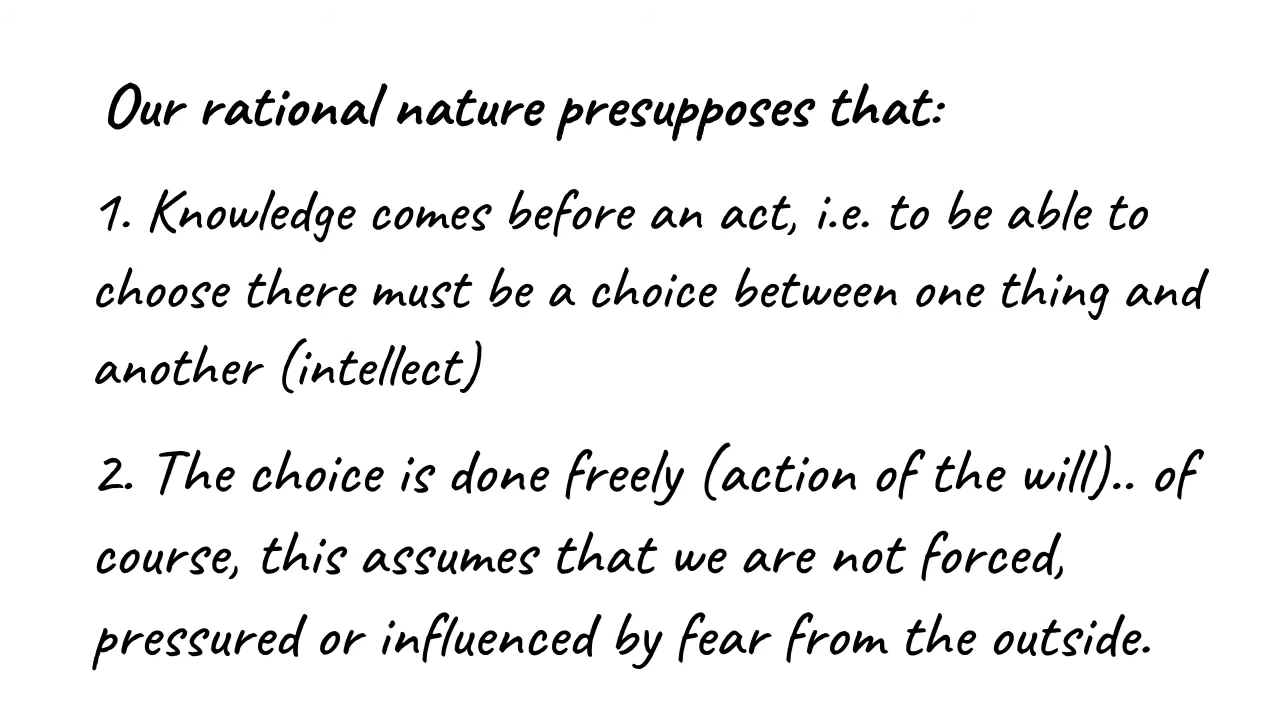 Our rational nature presupposes that:
1. Knowledge comes before an act, i.e. to be able to
choose there must be a choice between one thing and
another (intellect)
2. The choice is done freely (action of the will).. of
course, this assumes that we are not forced,
pressured or influenced by fear from the outside.